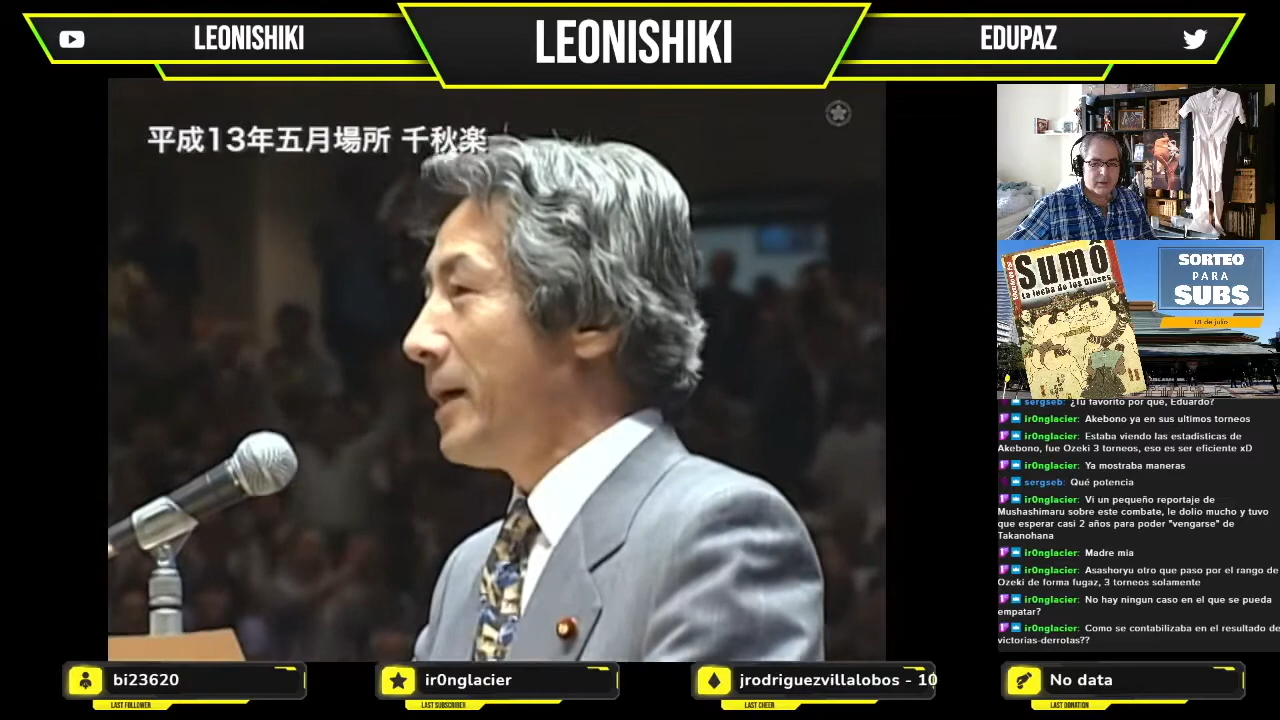 LEONISHIKI
LEONISHIKI
EDUPAZ
平成13年五月場所 千秋楽
Sumô
La lucha de los Dioses
SORTEO
PARA
SUBS
18 de julio
sergseb: ¿Tu favorito por qué, Eduardo?
ir0nglacier: Akebono ya en sus ultimos torneos
ir0nglacier: Estaba viendo las estadisticas de
Akebono, fue Ozeki 3 torneos, eso es ser eficiente xD
ir0nglacier: Ya mostraba maneras
sergseb: Qué potencia
ir0nglacier: Vi un pequeño reportaje de
Mushashimaru sobre este combate, le dolio mucho y tuvo
que esperar casi 2 años para poder "vengarse" de
Takanohana
ir0nglacier: Madre mia
ir0nglacier: Asashoryu otro que paso por el rango de
Ozeki de forma fugaz, 3 torneos solamente
ir0nglacier: No hay ningun caso en el que se pueda
empatar?
ir0nglacier: Como se contabilizaba en el resultado de
victorias-derrotas??
bi23620
LAST FOLLOWER
ir0nglacier
LAST SUBSCRIBER
jrodriguezvillalobos - 10
LAST CHEER
No data
LAST DONATION